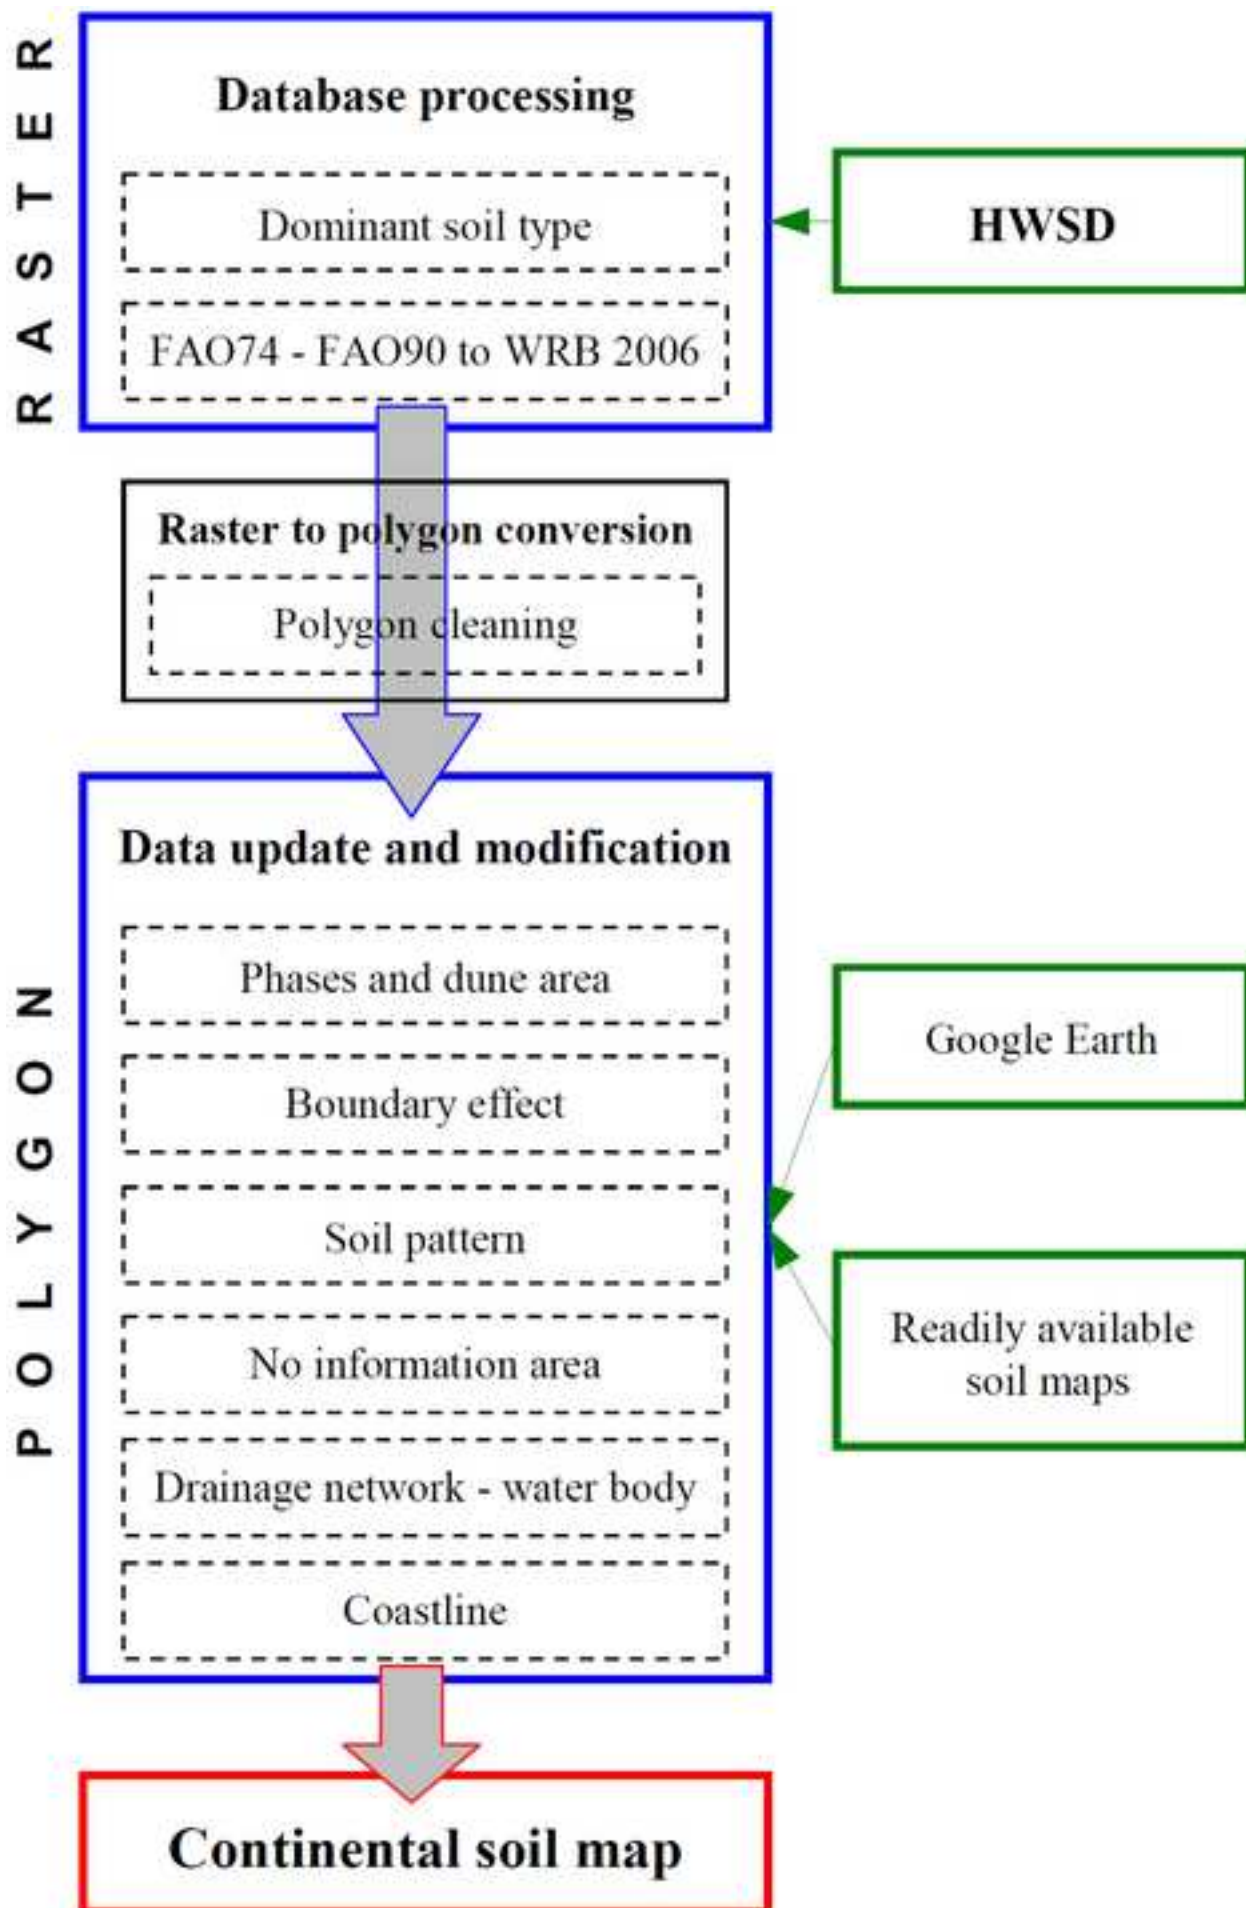 RASTER
Database processing
Dominant soil type
FAO74 - FAO90 to WRB 2006
HWSD
Raster to polygon conversion
Polygon cleaning
POLYGON
Data update and modification
Phases and dune area
Boundary effect
Soil pattern
No information area
Drainage network - water body
Coastline
Google Earth
Readily available
soil maps
Continental soil map